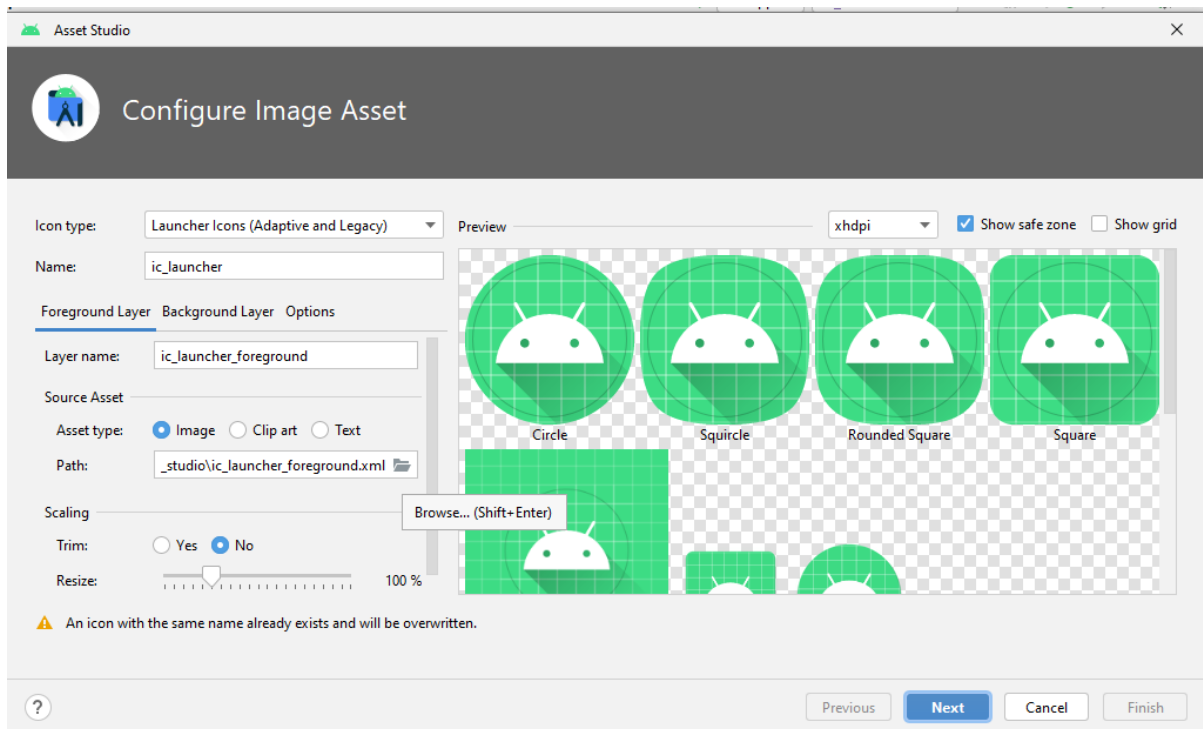 Asset Studio
Configure Image Asset
Icon type: Launcher Icons (Adaptive and Legacy)
Name: ic_launcher
Foreground Layer Background Layer Options
Layer name: ic_launcher_foreground
Source Asset
Asset type: Image Clip art Text
Path: _studio\ic_launcher_foreground.xml
Browse... (Shift+Enter)
Scaling
Trim: Yes No
Resize: 100 %
Preview xhdpi Show safe zone Show grid
Circle Squircle Rounded Square Square
An icon with the same name already exists and will be overwritten.
? Previous Next Cancel Finish